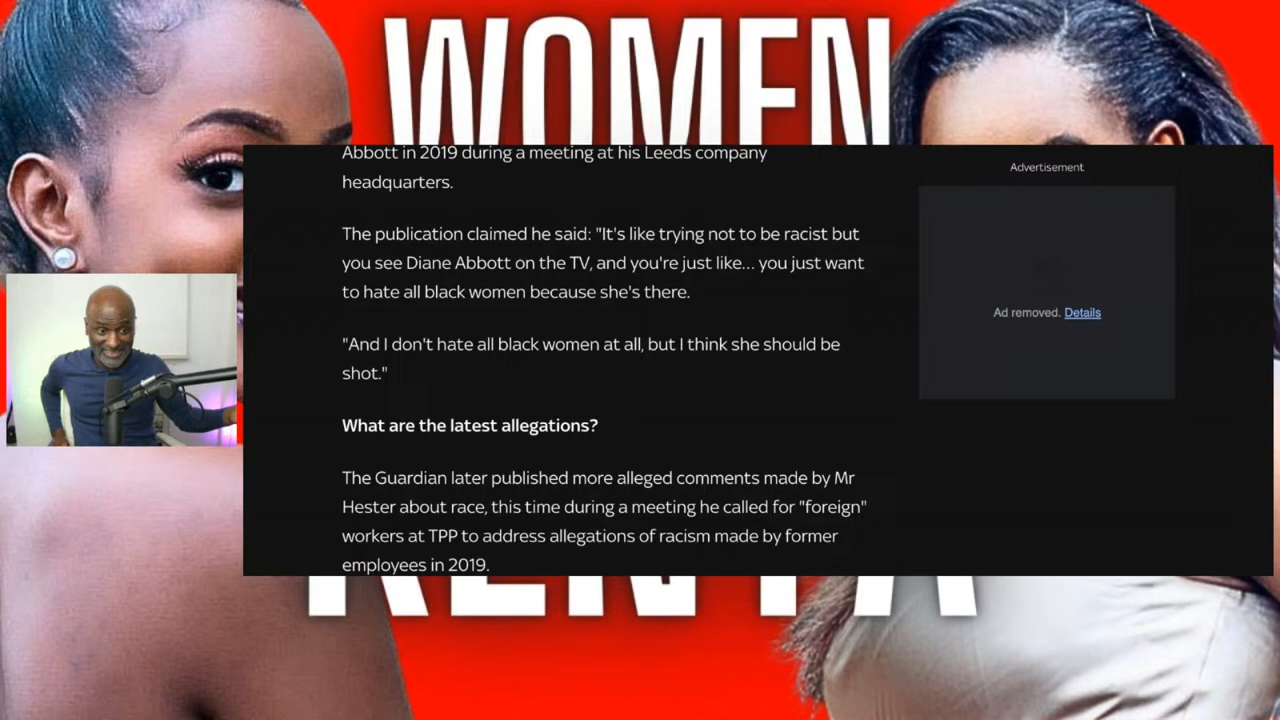 WOMEN
Abbott in 2019 during a meeting at his Leeds company
headquarters.
The publication claimed he said: "It's like trying not to be racist but
you see Diane Abbott on the TV, and you're just like... you just want
to hate all black women because she's there.
"And I don't hate all black women at all, but I think she should be
shot."
What are the latest allegations?
The Guardian later published more alleged comments made by Mr
Hester about race, this time during a meeting he called for "foreign"
workers at TPP to address allegations of racism made by former
employees in 2019.
Advertisement
Ad removed. Details